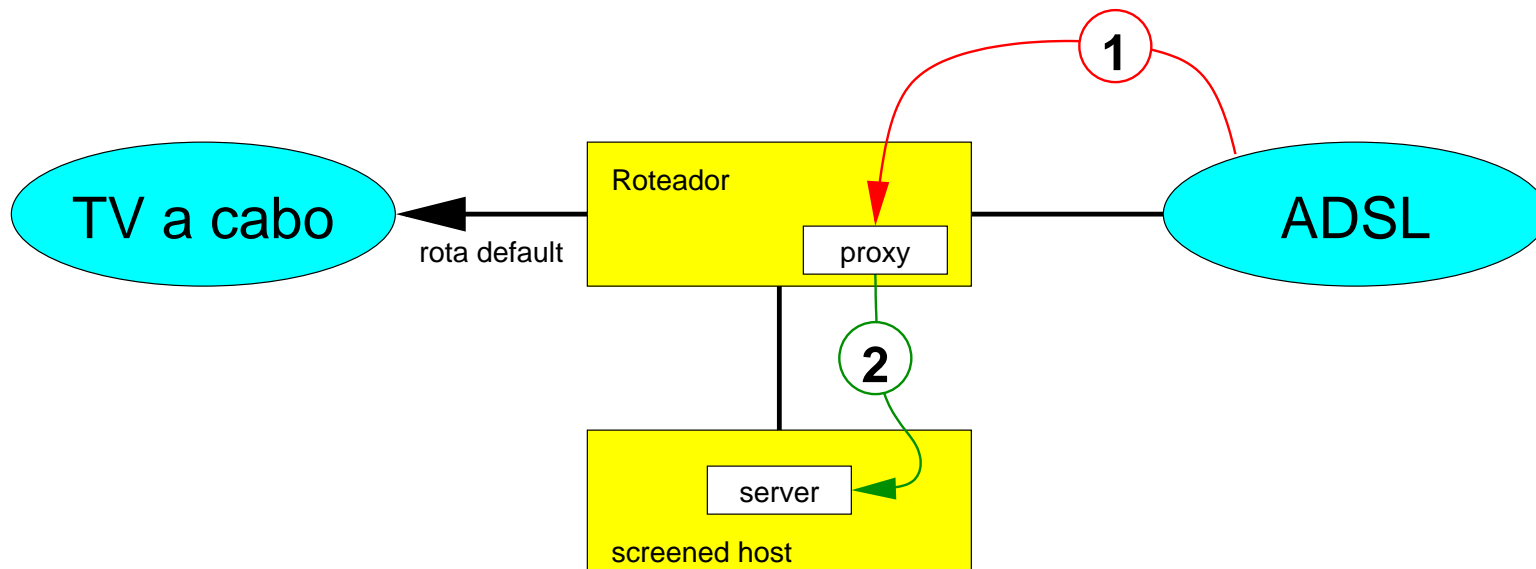 1
Roteador
TV a cabo
ADSL
rota default
proxy
2
server
screened host